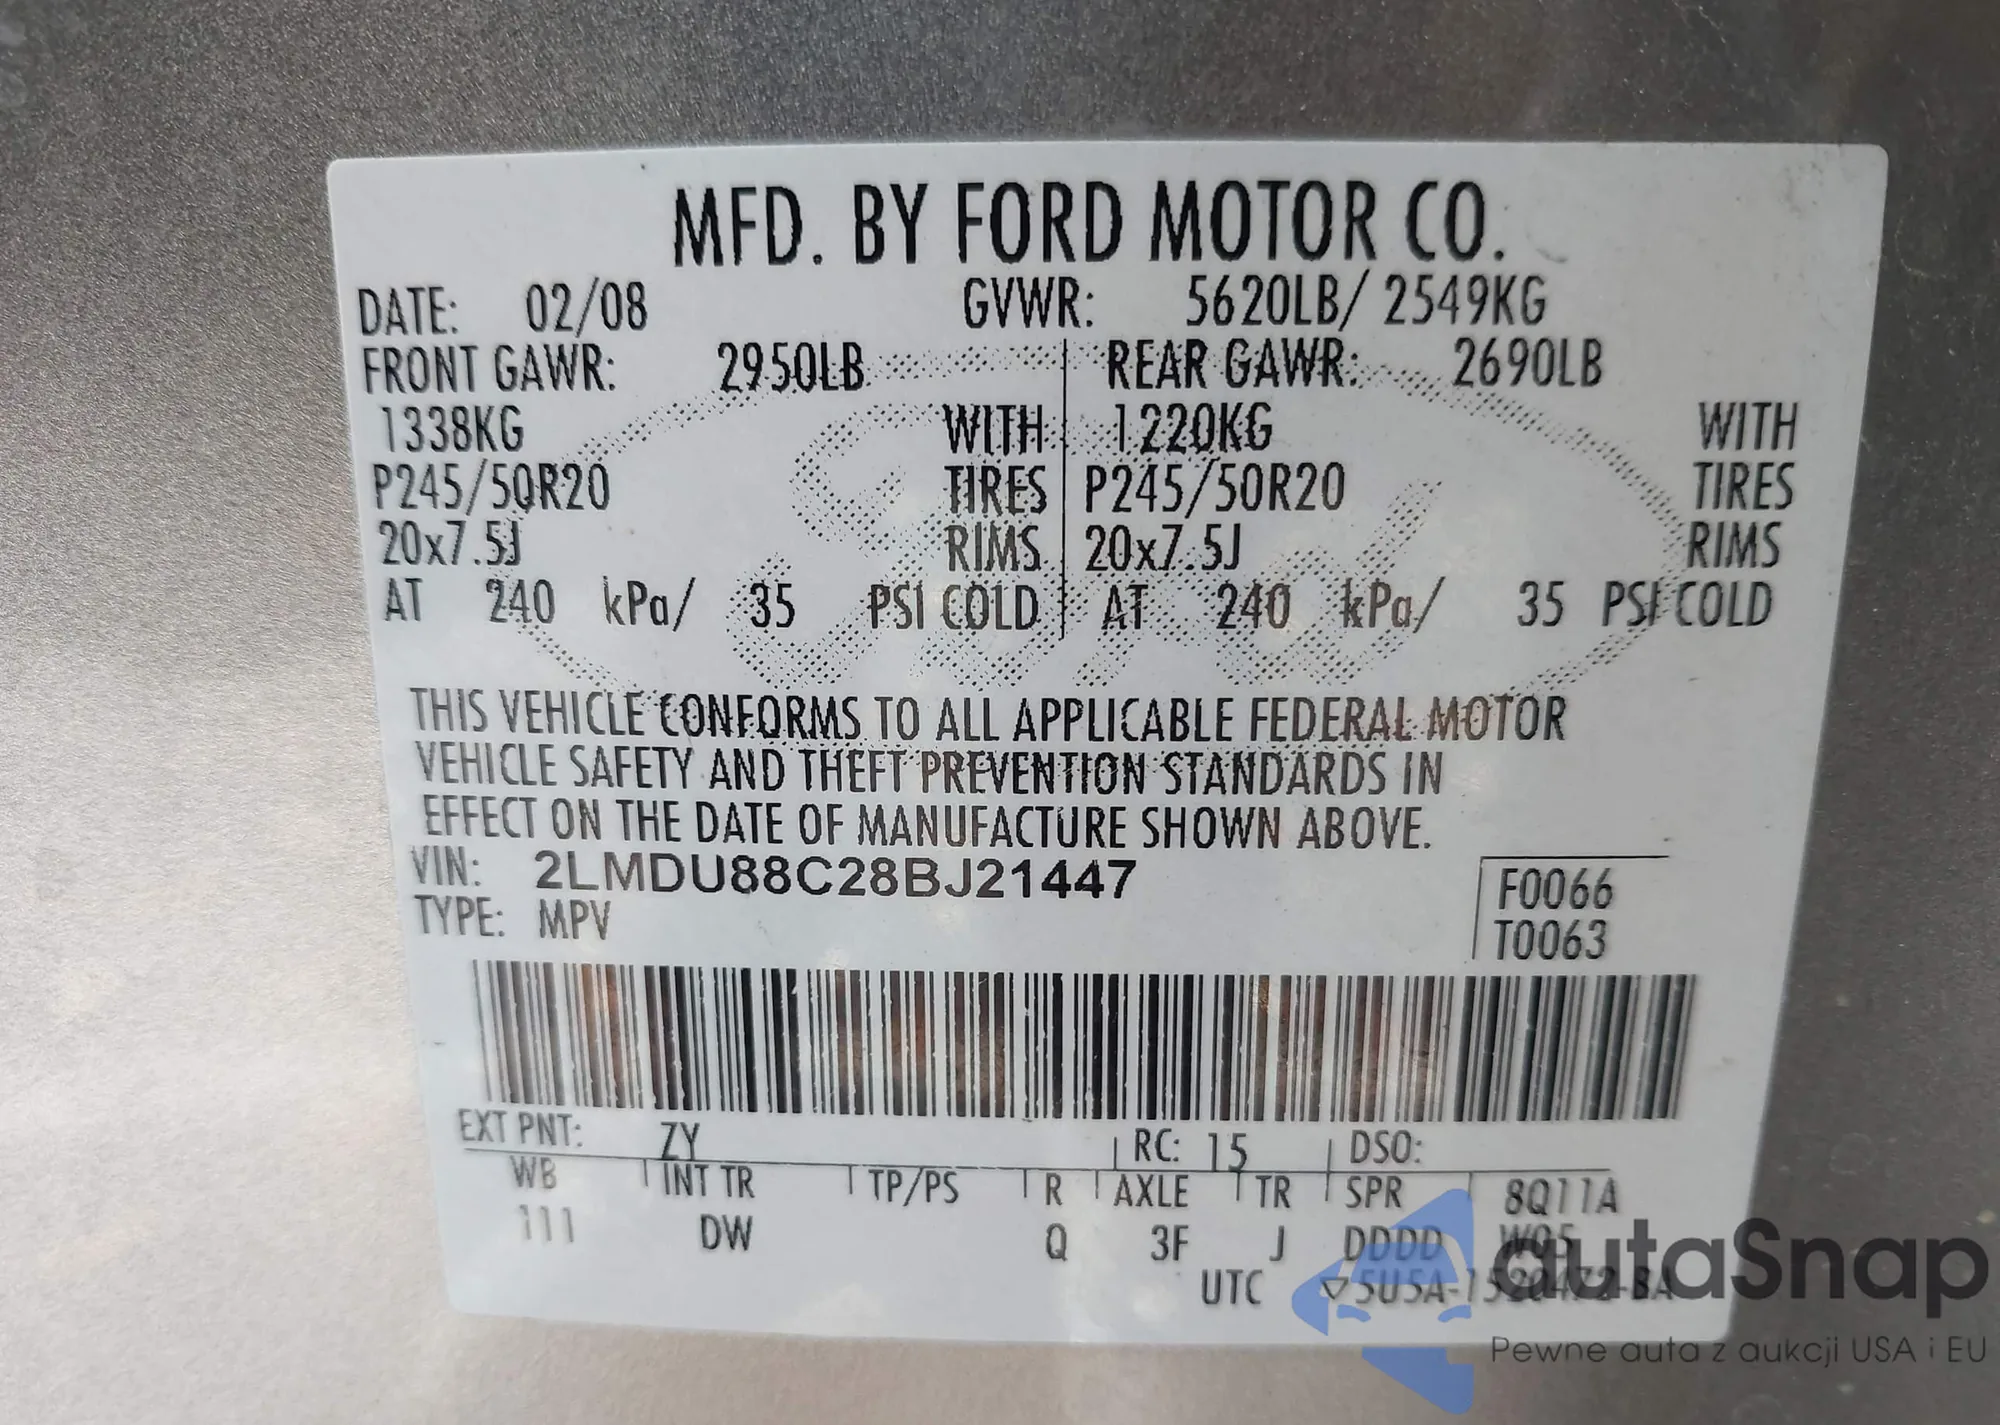 MFD. BY FORD MOTOR CO.
DATE: 02/08 GVWR: 5620LB/ 2549KG
FRONT GAWR: 2950LB REAR GAWR: 2690LB
1338KG WITH 1220KG WITH
P245/50R20 TIRES P245/50R20 TIRES
20x7.5J RIMS 20x7.5J RIMS
AT 240 kPa/ 35 PSI COLD AT 240 kPa/ 35 PSI COLD
THIS VEHICLE CONFORMS TO ALL APPLICABLE FEDERAL MOTOR
VEHICLE SAFETY AND THEFT PREVENTION STANDARDS IN
EFFECT ON THE DATE OF MANUFACTURE SHOWN ABOVE.
VIN: 2LMDU88C28BJ21447
TYPE: MPV
F0066
T0063
EXT PNT: ZY RC: 15 DSO:
WB INT TR TP/PS R AXLE TR SPR 8Q11A
111 DW Q 3F J DDDD W05
UTC ▽5U5A-1520472-BA
autaSnap
Pewne auta z aukcji USA i EU